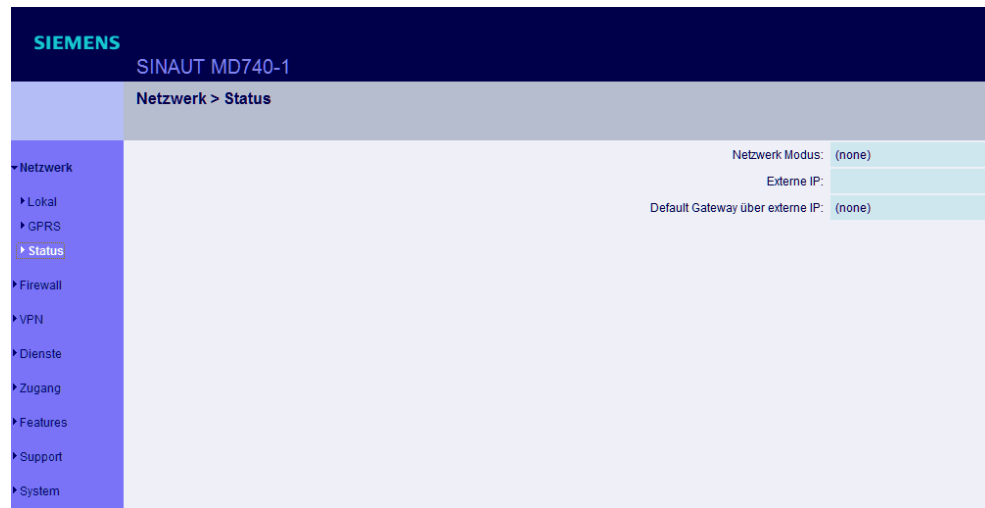 SIEMENS
SINAUT MD740-1
Netzwerk > Status
Netzwerk
Lokal
GPRS
Status
Firewall
VPN
Dienste
Zugang
Features
Support
System
Netzwerk Modus: (none)
Externe IP:
Default Gateway über externe IP: (none)